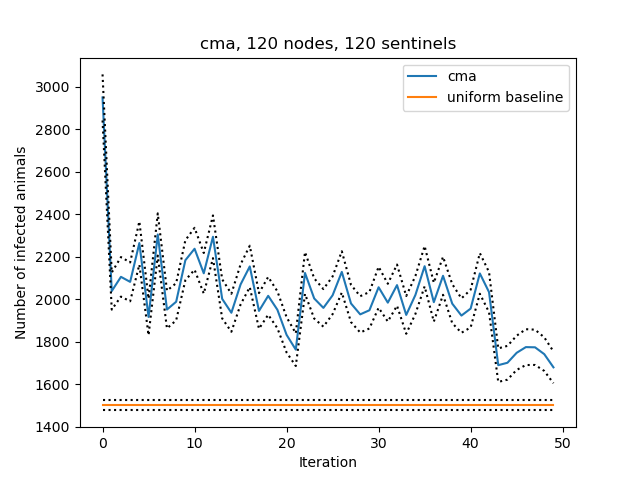 cma, 120 nodes, 120 sentinels
cma
uniform baseline
3000
2800
2600
2400
2200
2000
1800
1600
1400
Number of infected animals
0 10 20 30 40 50
Iteration